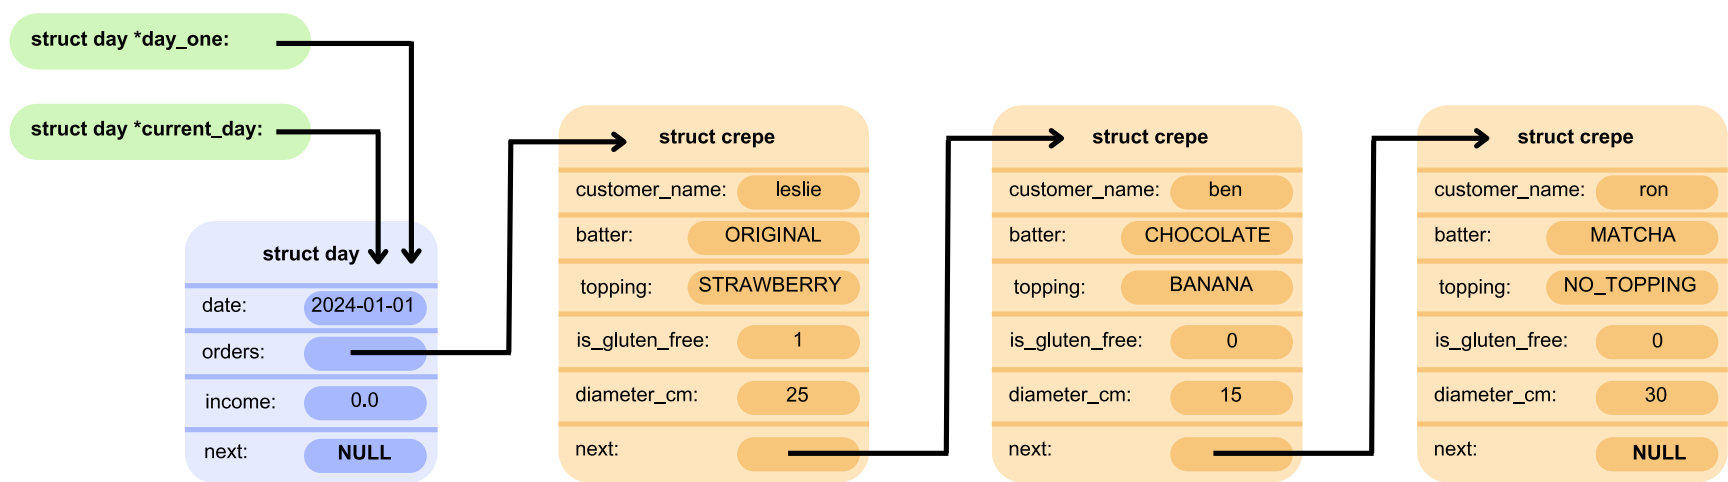 struct day *day_one:
struct day *current_day:
struct day
date: 2024-01-01
orders:
income: 0.0
next: NULL
struct crepe
customer_name: leslie
batter: ORIGINAL
topping: STRAWBERRY
is_gluten_free: 1
diameter_cm: 25
next:
struct crepe
customer_name: ben
batter: CHOCOLATE
topping: BANANA
is_gluten_free: 0
diameter_cm: 15
next:
struct crepe
customer_name: ron
batter: MATCHA
topping: NO_TOPPING
is_gluten_free: 0
diameter_cm: 30
next: NULL